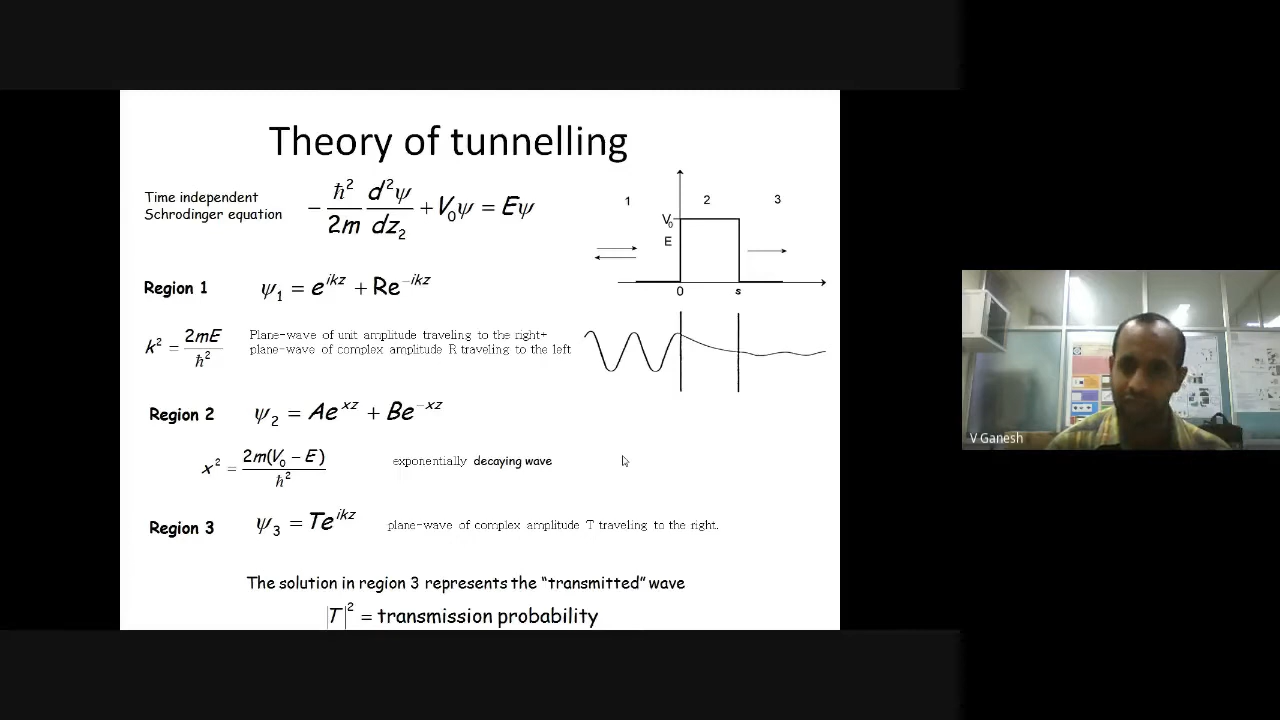 Theory of tunnelling
Time independent
Schrodinger equation
- ħ²/2m d²ψ/dz₂ + V₀ψ = Eψ
1 2 3
V₀
E
0 s
Region 1 ψ₁ = e^{ikz} + Re^{-ikz}
k² = 2mE/ħ²
Plane-wave of unit amplitude traveling to the right+
plane-wave of complex amplitude R traveling to the left
Region 2 ψ₂ = Ae^{xz} + Be^{-xz}
x² = 2m(V₀ - E)/ħ²
exponentially decaying wave
Region 3 ψ₃ = Te^{ikz}
plane-wave of complex amplitude T traveling to the right.
The solution in region 3 represents the “transmitted” wave
|T|² = transmission probability
V Ganesh